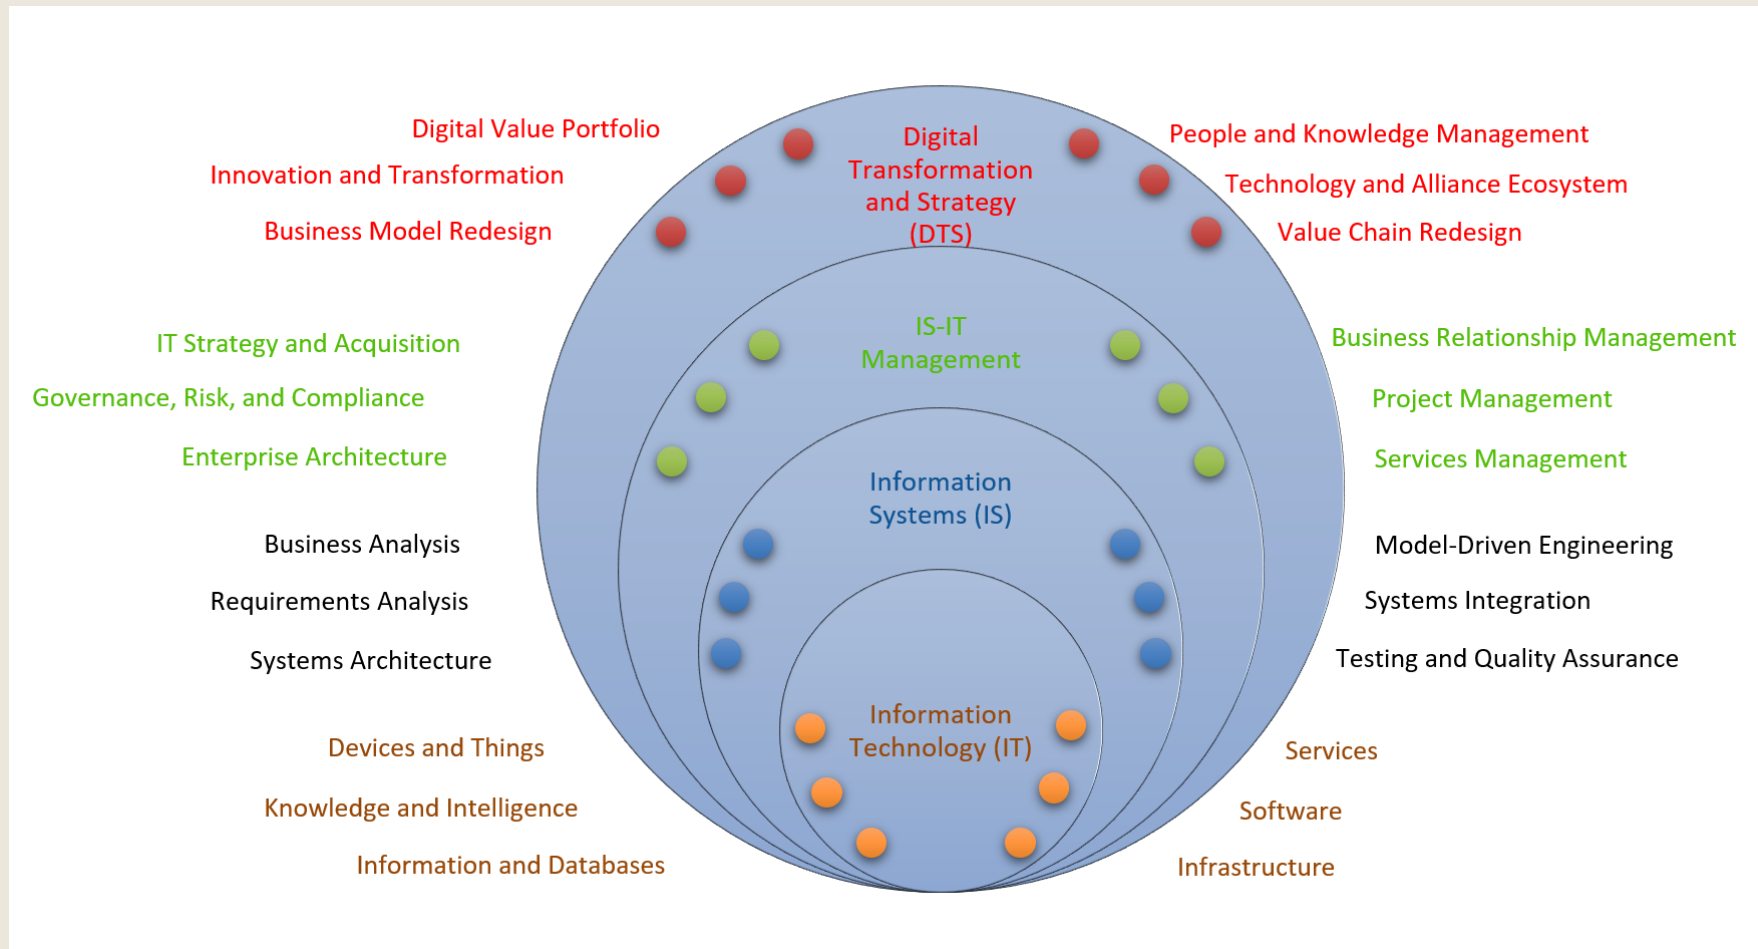 Digital Value Portfolio
Innovation and Transformation
Business Model Redesign
Digital
Transformation
and Strategy
(DTS)
People and Knowledge Management
Technology and Alliance Ecosystem
Value Chain Redesign
IT Strategy and Acquisition
Governance, Risk, and Compliance
Enterprise Architecture
IS-IT
Management
Business Relationship Management
Project Management
Services Management
Business Analysis
Requirements Analysis
Systems Architecture
Information
Systems (IS)
Model-Driven Engineering
Systems Integration
Testing and Quality Assurance
Devices and Things
Knowledge and Intelligence
Information and Databases
Information
Technology (IT)
Services
Software
Infrastructure